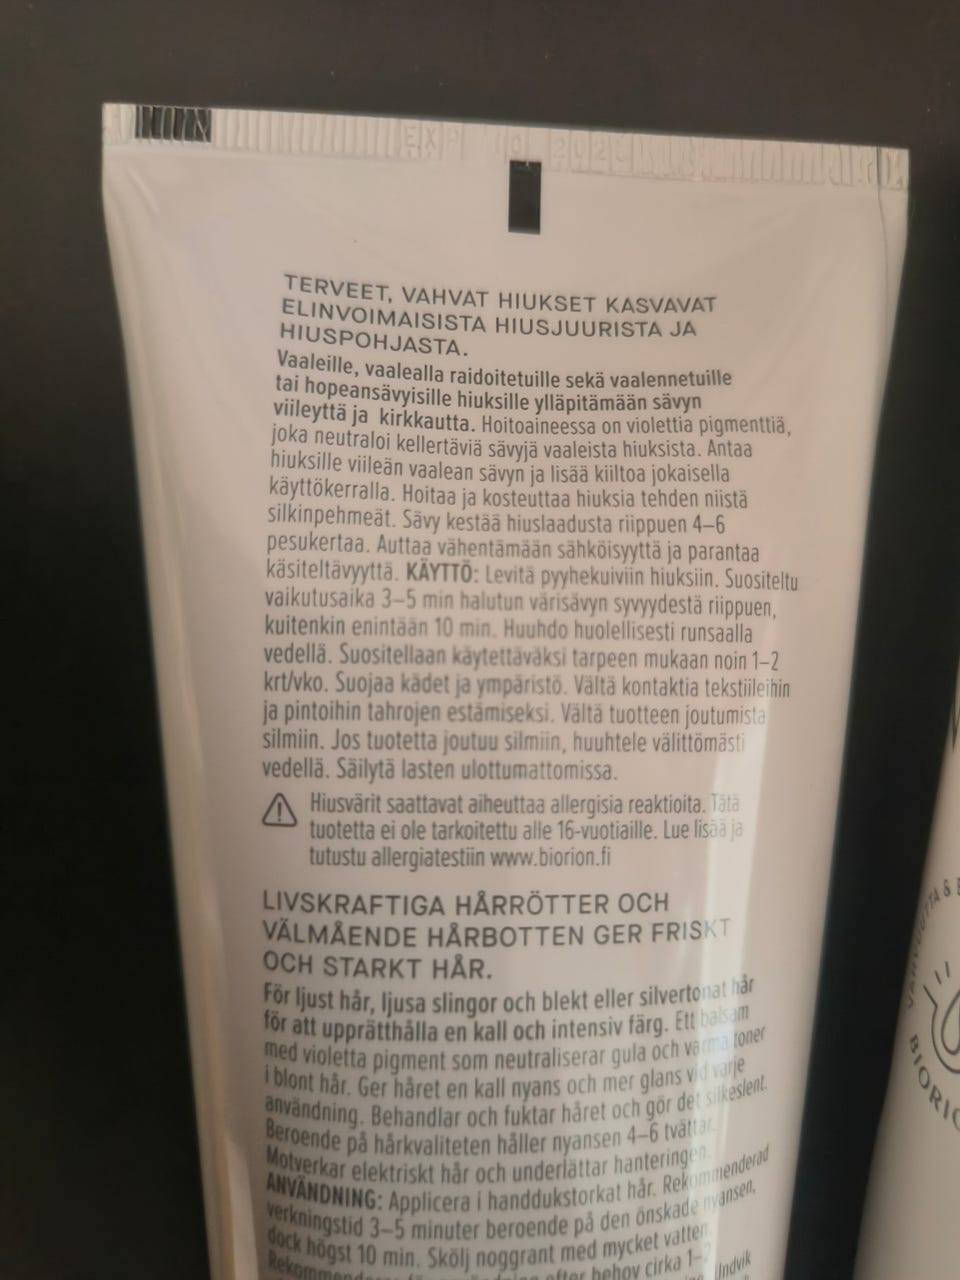 EXP 10 202
TERVEET, VAHVAT HIUKSET KASVAVAT
ELINVOIMAISISTA HIUSJUURISTA JA
HIUSPOHJASTA.
Vaaleille, vaalealla raidoitetuille sekä vaalennetuille
tai hopeansävyisille hiuksille ylläpitämään sävyn
viileyttä ja kirkkautta. Hoitoaineessa on violettia pigmenttiä,
joka neutraloi kellertäviä sävyjä vaaleista hiuksista. Antaa
hiuksille viileän vaalean sävyn ja lisää kiiltoa jokaisella
käyttökerralla. Hoitaa ja kosteuttaa hiuksia tehden niistä
silkinpehmeät. Sävy kestää hiuslaadusta riippuen 4–6
pesukertaa. Auttaa vähentämään sähköisyyttä ja parantaa
käsiteltävyyttä. KÄYTTÖ: Levitä pyyhekuiviin hiuksiin. Suositeltu
vaikutusaika 3–5 min halutun värisävyn syvyydestä riippuen,
kuitenkin enintään 10 min. Huuhdo huolellisesti runsaalla
vedellä. Suositellaan käytettäväksi tarpeen mukaan noin 1–2
krt/vko. Suojaa kädet ja ympäristö. Vältä kontaktia tekstiileihin
ja pintoihin tahrojen estämiseksi. Vältä tuotteen joutumista
silmiin. Jos tuotetta joutuu silmiin, huuhtele välittömästi
vedellä. Säilytä lasten ulottumattomissa.
Hiusvärit saattavat aiheuttaa allergisia reaktioita. Tätä
tuotetta ei ole tarkoitettu alle 16-vuotiaille. Lue lisää ja
tutustu allergiatestiin www.biorion.fi
LIVSKRAFTIGA HÅRRÖTTER OCH
VÄLMÅENDE HÅRBOTTEN GER FRISKT
OCH STARKT HÅR.
För ljust hår, ljusa slingor och blekt eller silvertonat hår
för att upprätthålla en kall och intensiv färg. Ett balsam
med violetta pigment som neutraliserar gula och varma toner
i blont hår. Ger håret en kall nyans och mer glans vid varje
användning. Behandlar och fuktar håret och gör det silkeslent.
Beroende på hårkvaliteten håller nyansen 4–6 tvättar.
Motverkar elektriskt hår och underlättar hanteringen.
ANVÄNDNING: Applicera i handdukstorkat hår. Rekommenderad
verkningstid 3–5 minuter beroende på den önskade nyansen,
dock högst 10 min. Skölj noggrant med mycket vatten.
efter behov cirka 1–2
Undvik